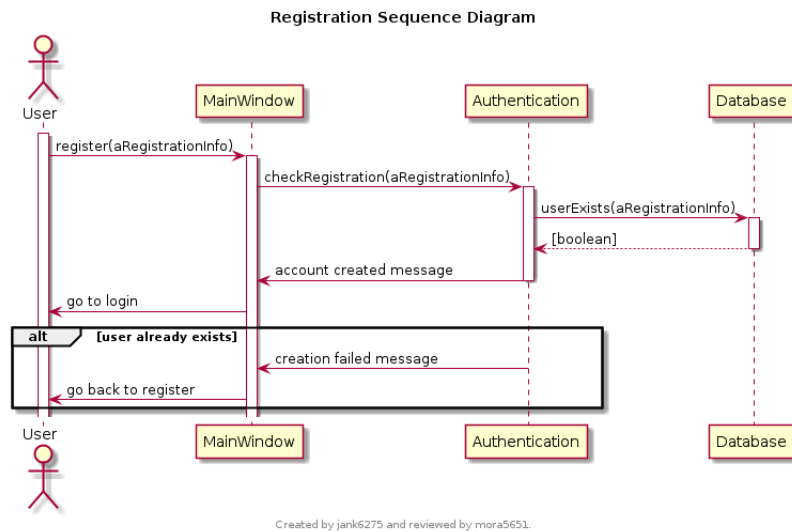 Registration Sequence Diagram
User
MainWindow
Authentication
Database
register(aRegistrationInfo)
checkRegistration(aRegistrationInfo)
userExists(aRegistrationInfo)
[boolean]
account created message
go to login
alt
[user already exists]
creation failed message
go back to register
User
MainWindow
Authentication
Database
Created by jank6275 and reviewed by mora5651.